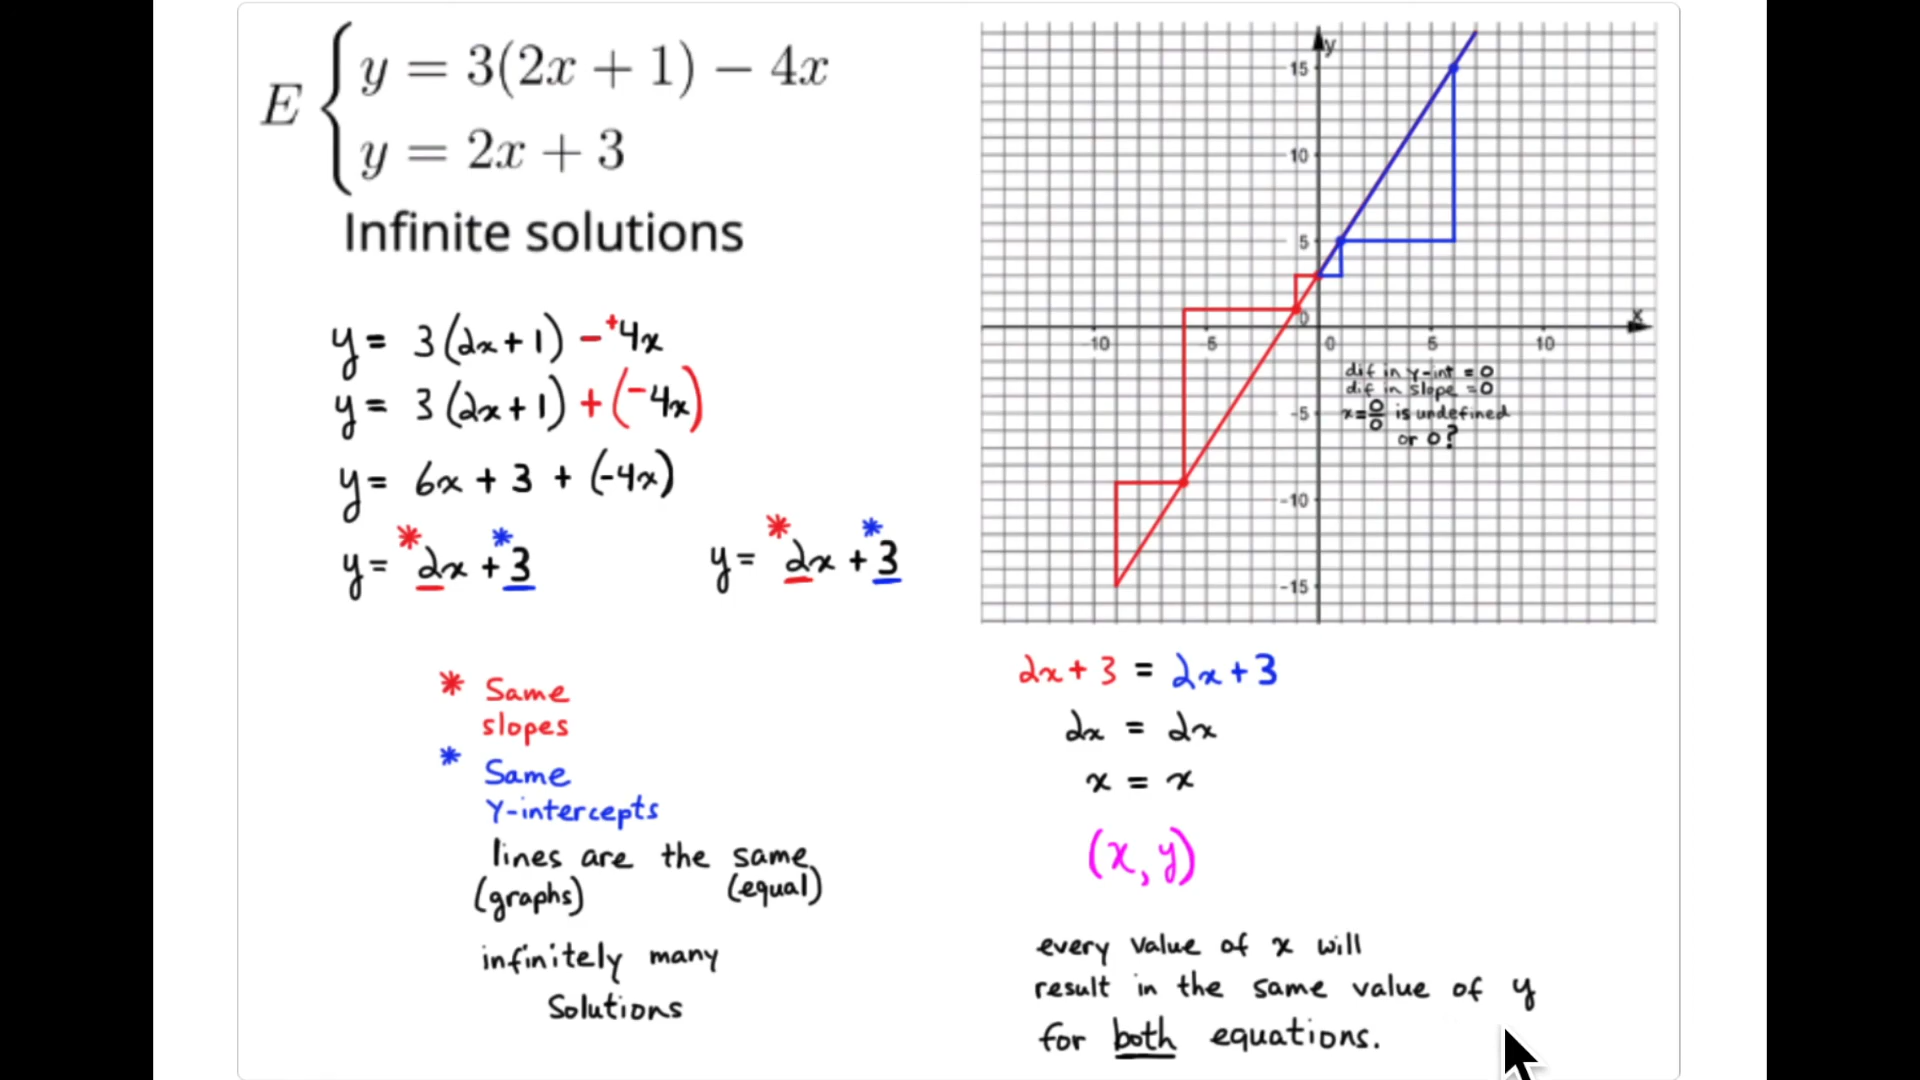 E { y = 3(2x + 1) − 4x
y = 2x + 3
Infinite solutions
y = 3(2x+1) −⁺4x
y = 3(2x+1) + (⁻4x)
y = 6x + 3 + (-4x)
y = *2x + *3
y = *2x + *3
* Same
slopes
* Same
Y-intercepts
lines are the same
(graphs) (equal)
infinitely many
Solutions
y
15
10
5
0
x
10 5 0 5 10
-5
-10
-15
dif in Y-int = 0
dif in slope = 0
x = 0/0 is undefined
or 0?
2x + 3 = 2x + 3
2x = 2x
x = x
(x, y)
every value of x will
result in the same value of y
for both equations.